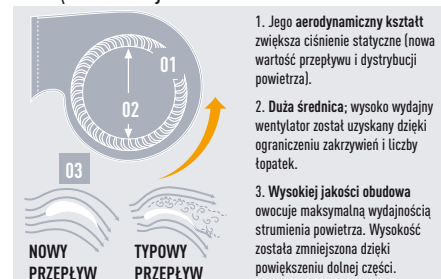 01
02
03
NOWY
PRZEPŁYW
TYPOWY
PRZEPŁYW
1. Jego aerodynamiczny kształt
zwiększa ciśnienie statyczne (nowa
wartość przepływu i dystrybucji
powietrza).
2. Duża średnica; wysoko wydajny
wentylator został uzyskany dzięki
ograniczeniu zakrzywień i liczby
łopatek.
3. Wysokiej jakości obudowa
owocuje maksymalną wydajnością
strumienia powietrza. Wysokość
została zmniejszona dzięki
powiększeniu dolnej części.